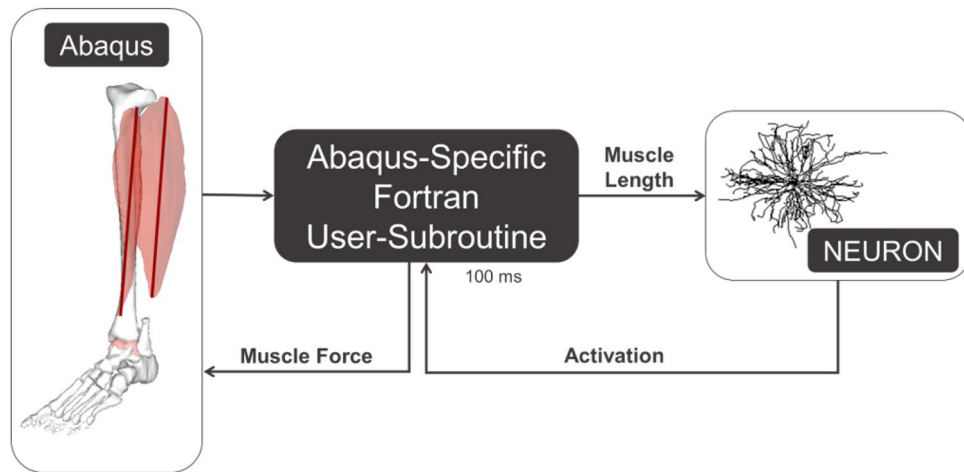 Abaqus
Abaqus-Specific
Fortran
User-Subroutine
100 ms
Muscle
Length
NEURON
Muscle Force
Activation